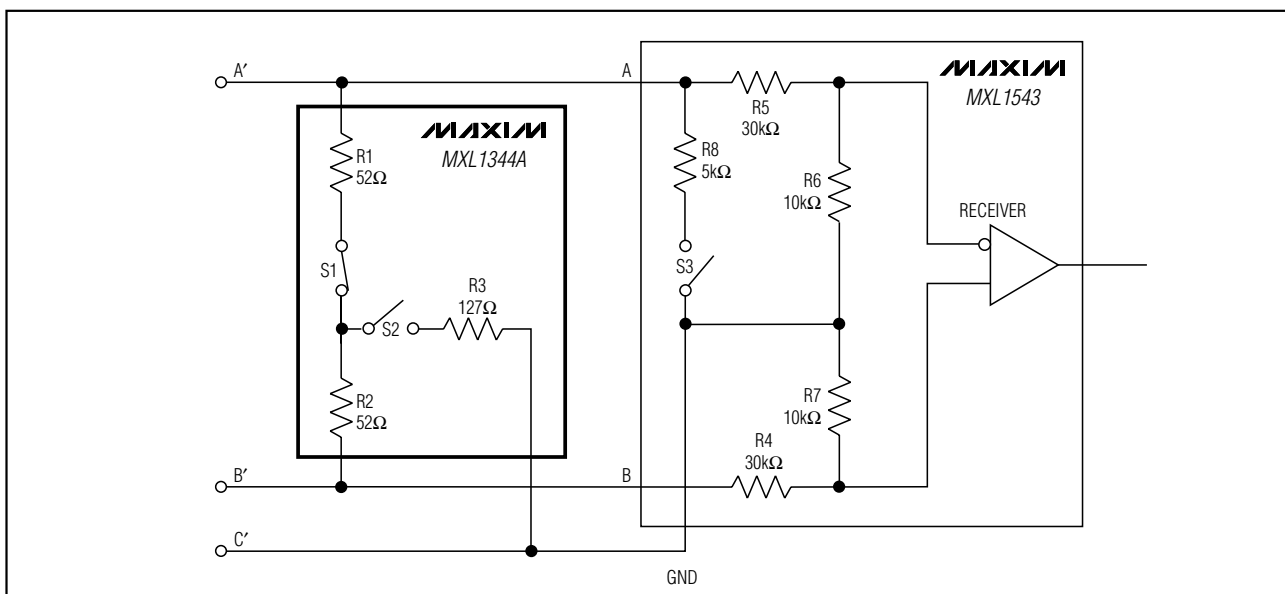 A′
A
MAXIM
MXL1543
R5
30kΩ
MAXIM
MXL1344A
R1
52Ω
R8
5kΩ
R6
10kΩ
RECEIVER
S1
S3
R3
127Ω
S2
R2
52Ω
R7
10kΩ
R4
30kΩ
B′
B
C′
GND